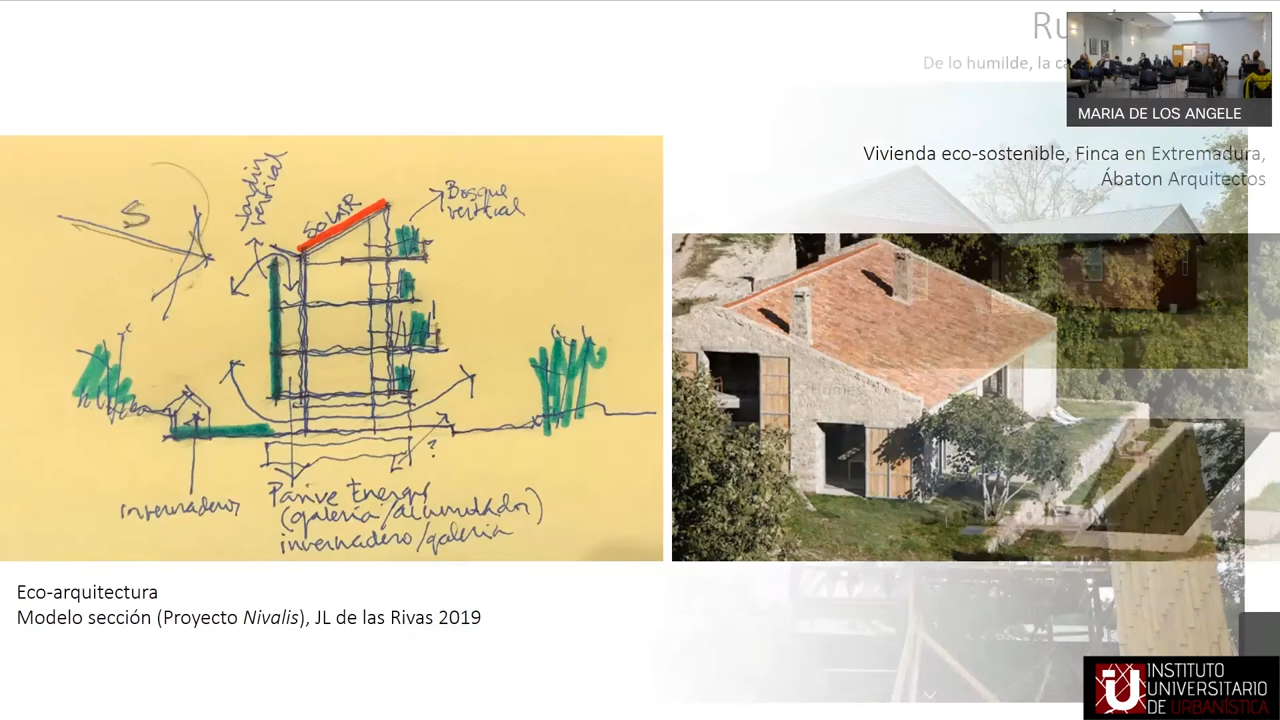 Ru
De lo humilde, la ca
MARIA DE LOS ANGELE
Vivienda eco-sostenible, Finca en Extremadura,
Ábaton Arquitectos
S
Jardín
vertical
SOLAR
Bosque
vertical
?
invernadero
Pasive Energy
(galería/acumulador)
invernadero/galería
Eco-arquitectura
Modelo sección (Proyecto Nivalis), JL de las Rivas 2019
INSTITUTO
UNIVERSITARIO
DE URBANÍSTICA